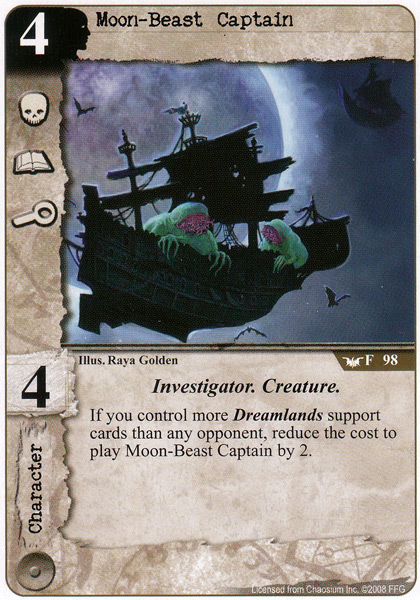 4
Moon-Beast Captain
Illus. Raya Golden
F 98
4
Investigator. Creature.
If you control more Dreamlands support
cards than any opponent, reduce the cost to
play Moon-Beast Captain by 2.
Character
Licensed from Chaosium Inc. ©2008 FFG